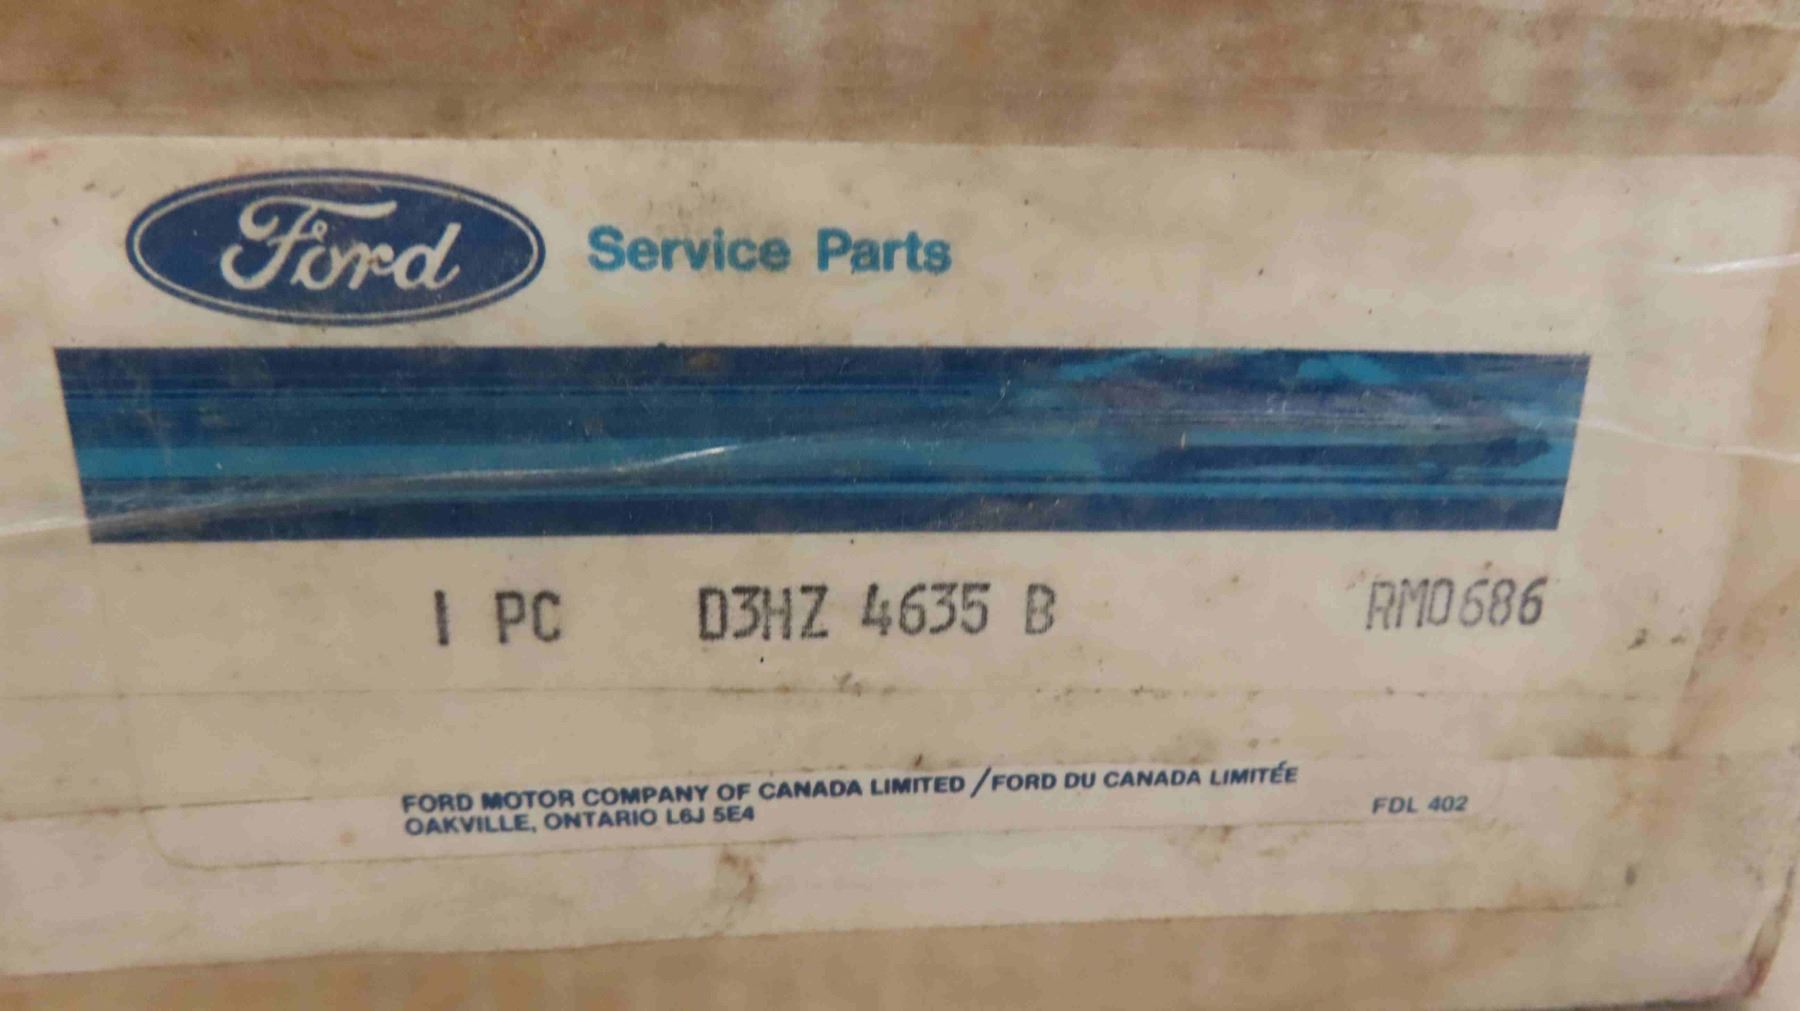 Ford Service Parts
1 PC D3HZ 4635 B RM0686
FORD MOTOR COMPANY OF CANADA LIMITED / FORD DU CANADA LIMITÉE
OAKVILLE, ONTARIO L6J 5E4
FDL 402